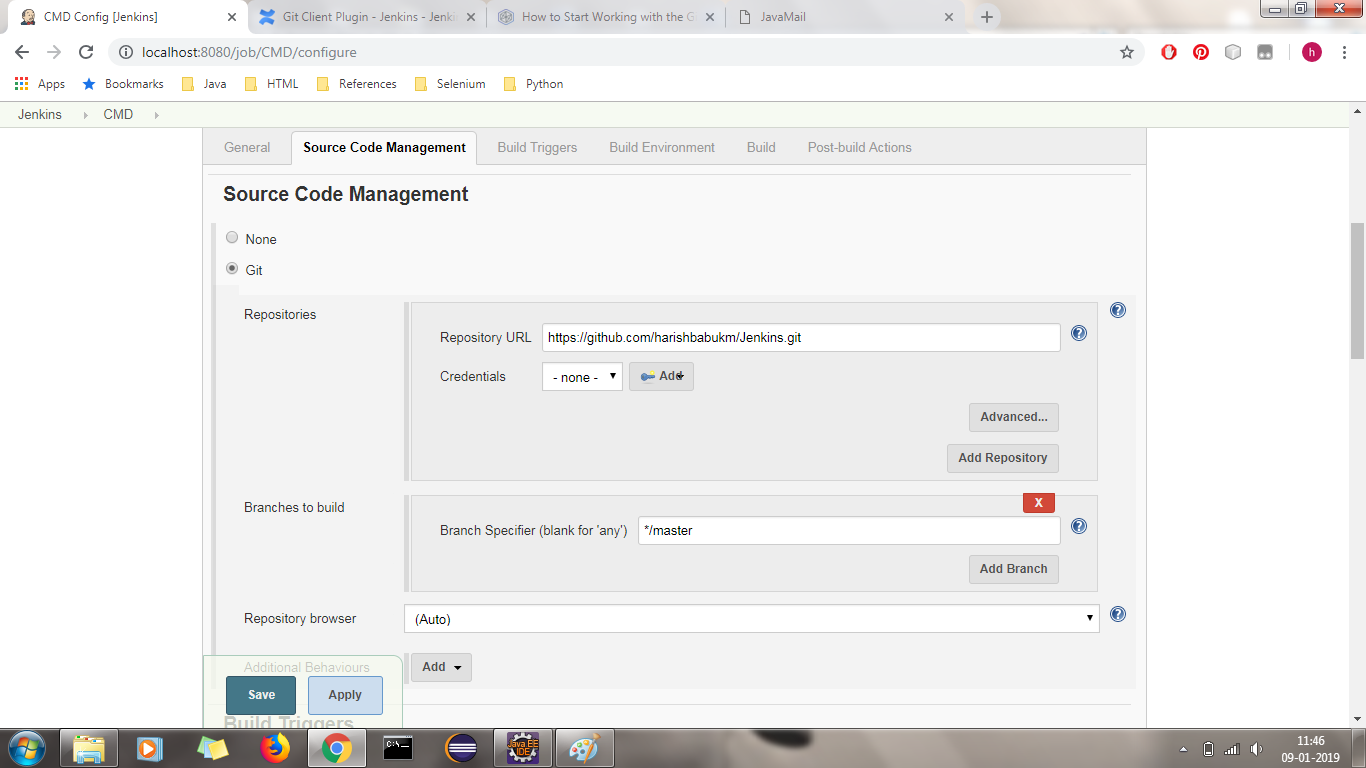 CMD Config [Jenkins]
Git Client Plugin - Jenkins - Jenki
How to Start Working with the G
JavaMail
localhost:8080/job/CMD/configure
h
Apps
Bookmarks
Java
HTML
References
Selenium
Python
Jenkins
CMD
General
Source Code Management
Build Triggers
Build Environment
Build
Post-build Actions
Source Code Management
None
Git
Repositories
Repository URL
https://github.com/harishbabukm/Jenkins.git
Credentials
- none -
Add
Advanced...
Add Repository
Branches to build
X
Branch Specifier (blank for 'any')
*/master
Add Branch
Repository browser
(Auto)
Additional Behaviours
Add
Save
Apply
Build Triggers
C:\_
Java EE
IDE
11:46
09-01-2019